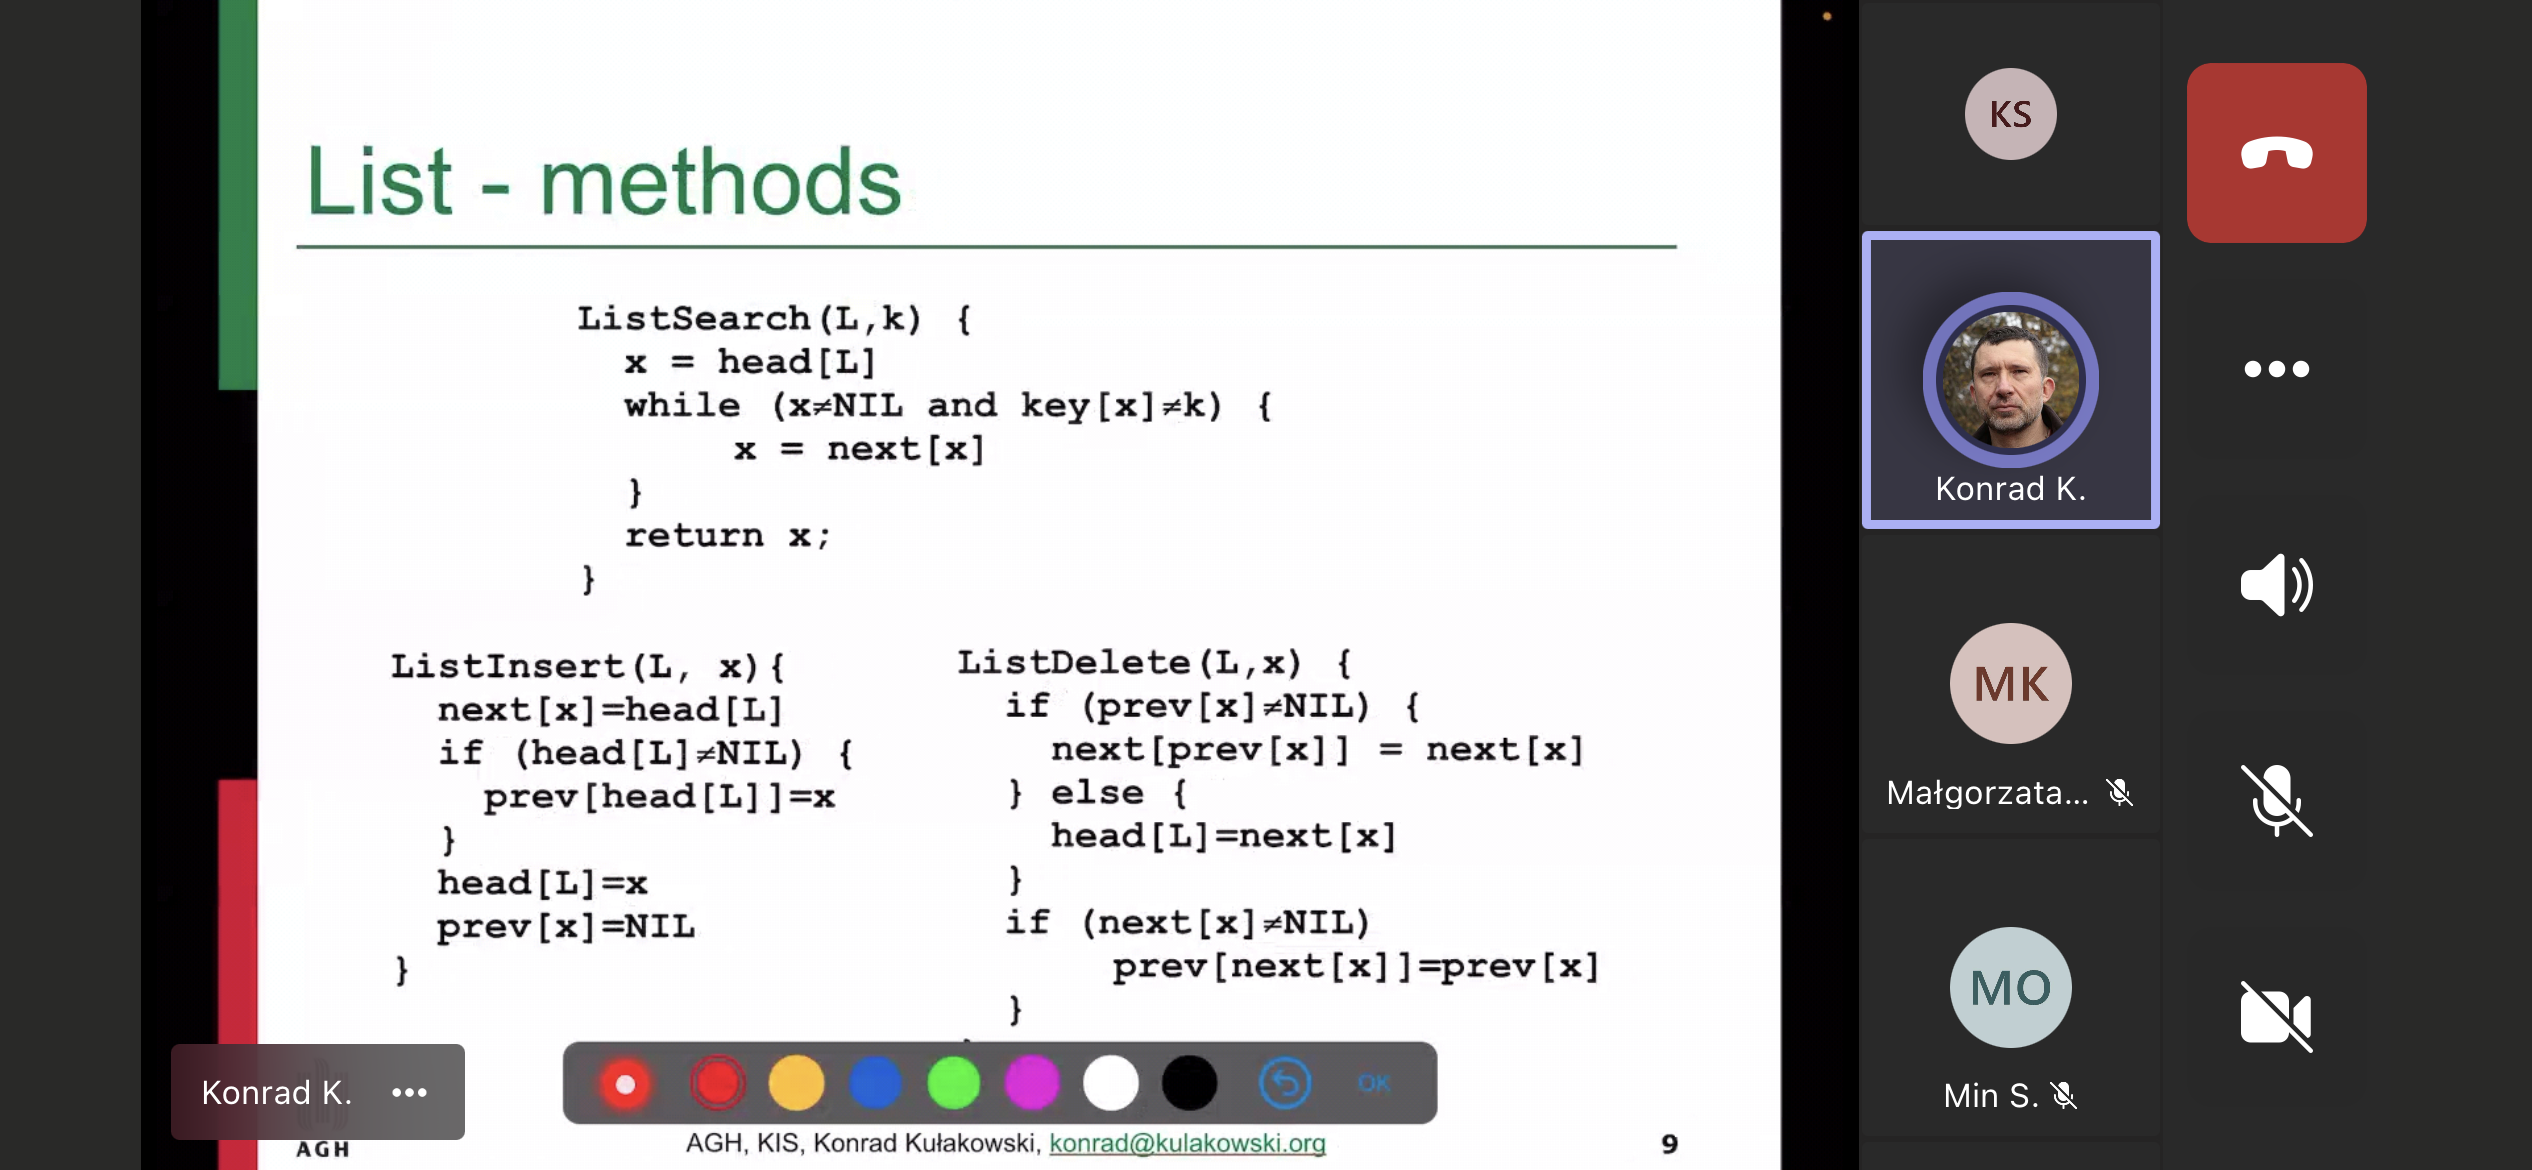 List - methods
ListSearch(L,k) {
x = head[L]
while (x≠NIL and key[x]≠k) {
x = next[x]
}
return x;
}
ListInsert(L, x){
next[x]=head[L]
if (head[L]≠NIL) {
prev[head[L]]=x
}
head[L]=x
prev[x]=NIL
}
ListDelete(L,x) {
if (prev[x]≠NIL) {
next[prev[x]] = next[x]
} else {
head[L]=next[x]
}
if (next[x]≠NIL)
prev[next[x]]=prev[x]
}
OK
Konrad K. •••
AGH
AGH, KIS, Konrad Kułakowski, konrad@kulakowski.org
9
KS
Konrad K.
MK
Małgorzata...
MO
Min S.